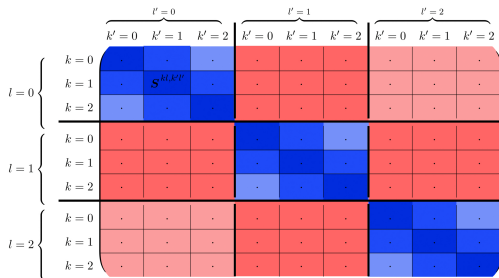 l′ = 0 l′ = 1 l′ = 2
k′ = 0 k′ = 1 k′ = 2 k′ = 0 k′ = 1 k′ = 2 k′ = 0 k′ = 1 k′ = 2
k = 0 · · · · · · · · ·
l = 0 k = 1 · S^{kl,k′l′} · · · · · · ·
k = 2 · · · · · · · · ·
k = 0 · · · · · · · · ·
l = 1 k = 1 · · · · · · · · ·
k = 2 · · · · · · · · ·
k = 0 · · · · · · · · ·
l = 2 k = 1 · · · · · · · · ·
k = 2 · · · · · · · · ·